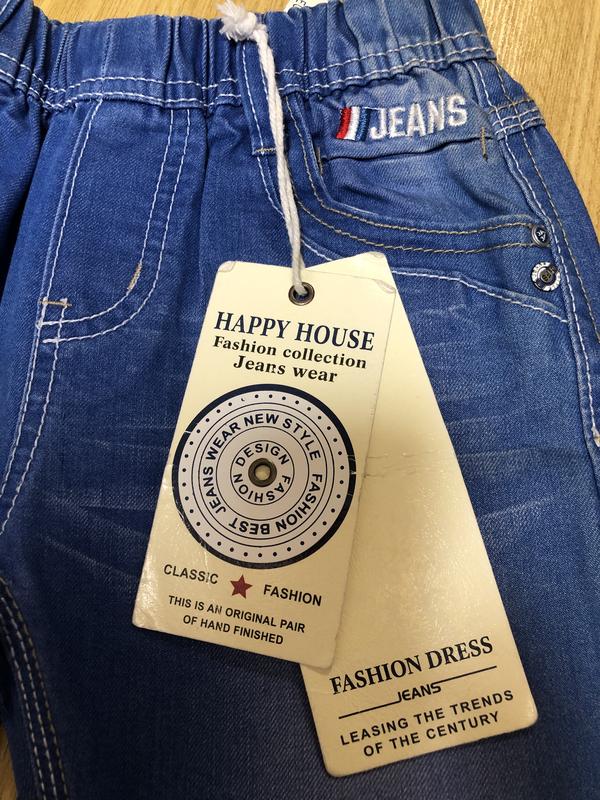 JEANS
HAPPY HOUSE
Fashion collection
Jeans wear
JEANS WEAR NEW STYLE FASHION BEST
DESIGN FASHION
CLASSIC ★ FASHION
THIS IS AN ORIGINAL PAIR
OF HAND FINISHED
FASHION DRESS
JEANS
LEASING THE TRENDS
OF THE CENTURY